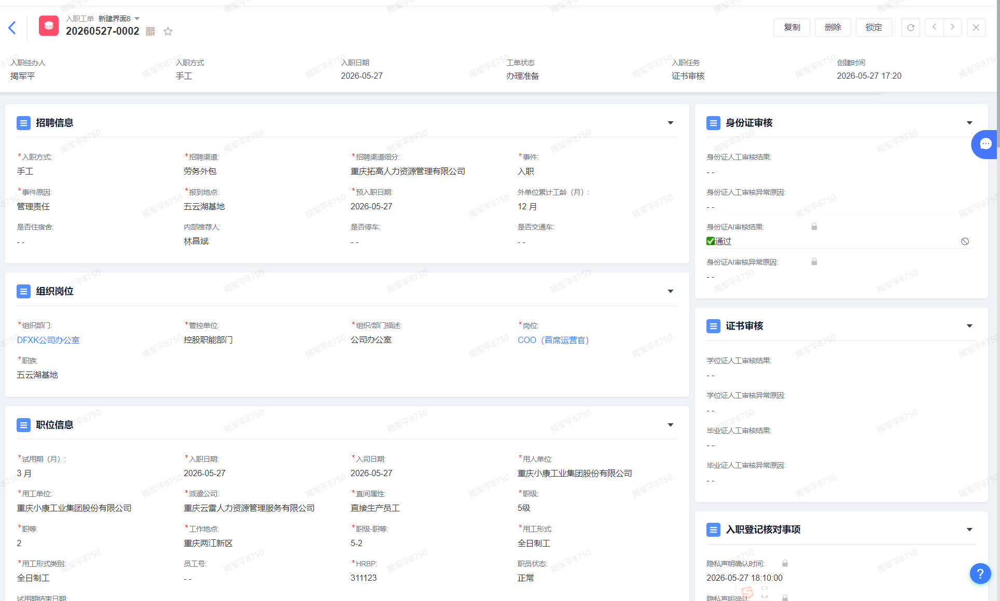 入职工单 新建界面8
20260527-0002
复制 删除 锁定
入职经办人 入职方式 入职日期 工单状态 入职任务 创建时间
揭军平 手工 2026-05-27 办理准备 证书审核 2026-05-27 17:20
招聘信息
*入职方式: *招聘渠道: *招聘渠道细分: *事件:
手工 劳务外包 重庆拓高人力资源管理有限公司 入职
*事件原因: *报到地点: *预入职日期: 外单位累计工龄（月）:
管理责任 五云湖基地 2026-05-27 12 月
是否住宿舍: 内部推荐人: 是否停车: 是否交通车:
- - 林昌斌 - - - -
组织岗位
*组织部门: *管控单位: *组织/部门描述: *岗位:
DFXK公司办公室 控股职能部门 公司办公室 COO（首席运营官）
*职族:
五云湖基地
职位信息
*试用期（月）: *入职日期: *入司日期: *用人单位:
3 月 2026-05-27 2026-05-27 重庆小康工业集团股份有限公司
*用工单位: *派遣公司: *直间属性: *职级:
重庆小康工业集团股份有限公司 重庆云雷人力资源管理服务有限公司 直接生产员工 5级
*职等: *工作地点: *职级-职等: *用工形式:
2 重庆两江新区 5-2 全日制工
*用工形式类别: 员工号: *HRBP: 职员状态:
全日制工 - - 311123 正常
试用期结束日期:
身份证审核
身份证人工审核结果:
- -
身份证人工审核异常原因:
- -
身份证AI审核结果:
✅通过
身份证AI审核异常原因:
- -
证书审核
学位证人工审核结果:
- -
学位证人工审核异常原因:
- -
毕业证人工审核结果:
- -
毕业证人工审核异常原因:
- -
入职登记核对事项
隐私声明确认时间:
2026-05-27 18:10:00
隐私声明确认:
揭军平8750